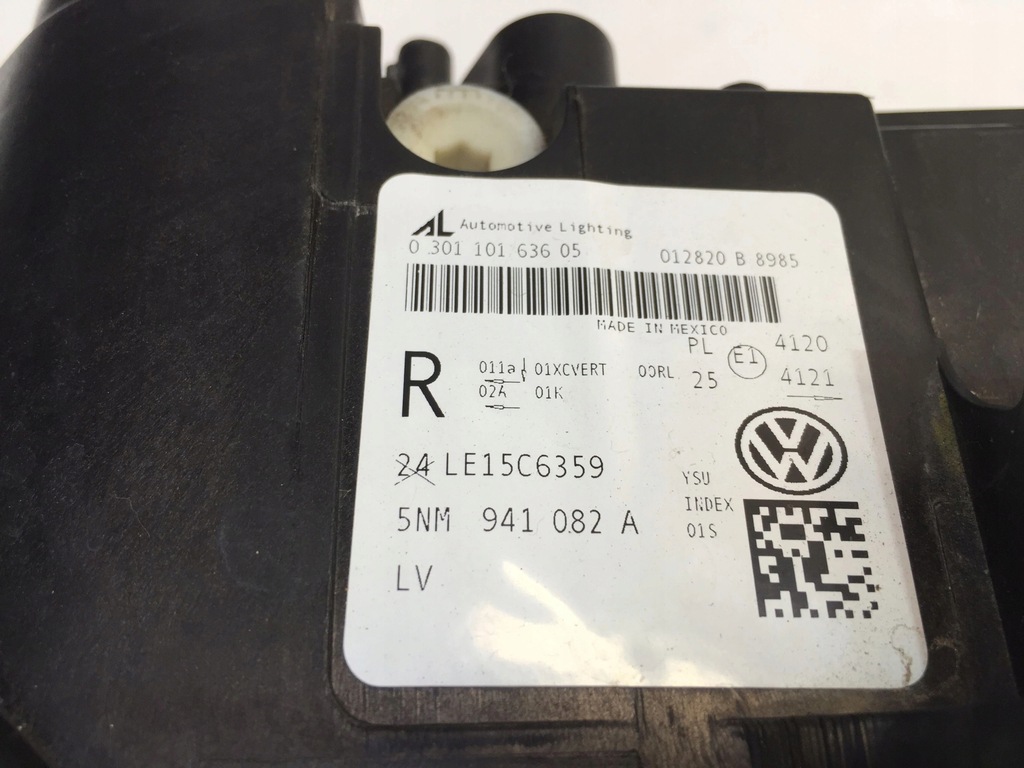 AL Automotive Lighting
0 301 101 636 05 012820 B 8985
MADE IN MEXICO
R 011a 01XCVERT 00RL PL E1 4120
02A 01K 25 4121
24 LE15C6359 YSU
INDEX
5NM 941 082 A 01S
LV